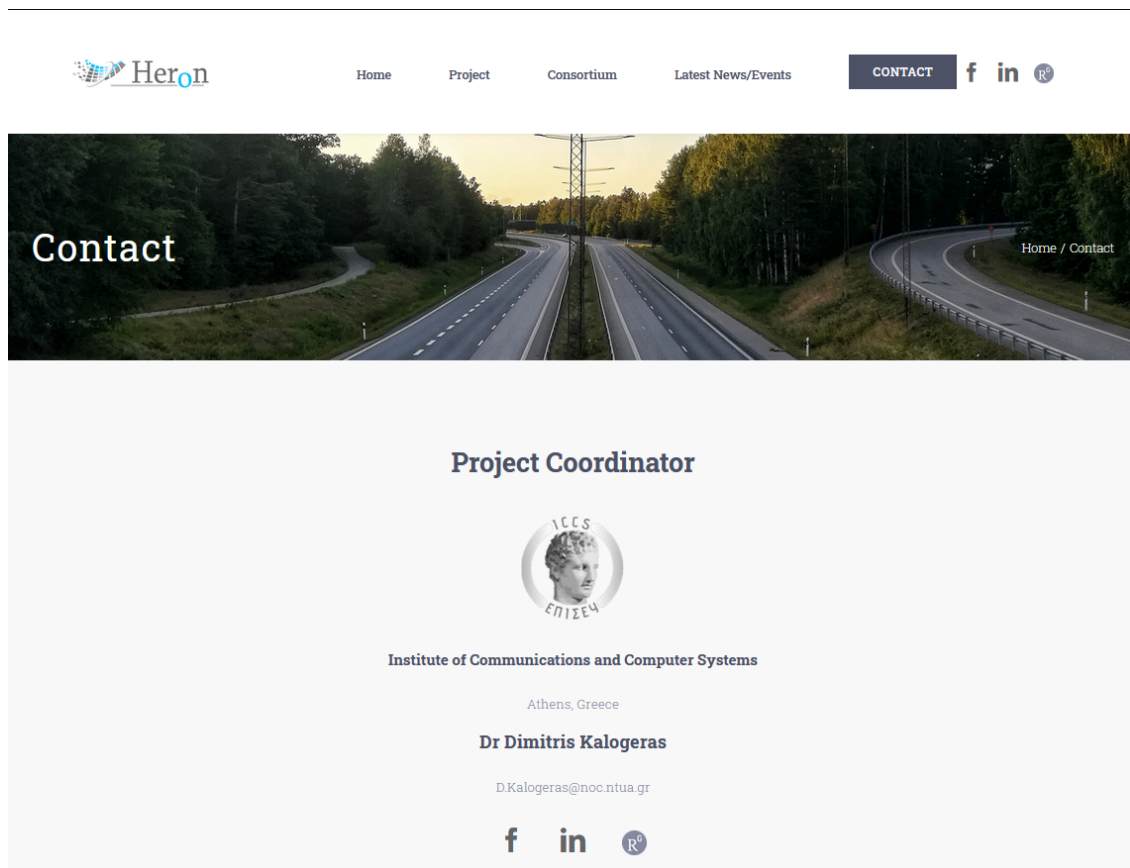 Heron
Home
Project
Consortium
Latest News/Events
CONTACT
f
in
R^G
Contact
Home / Contact
Project Coordinator
ICCS
ΕΠΙΣΕΥ
Institute of Communications and Computer Systems
Athens, Greece
Dr Dimitris Kalogeras
D.Kalogeras@noc.ntua.gr
f
in
R^G